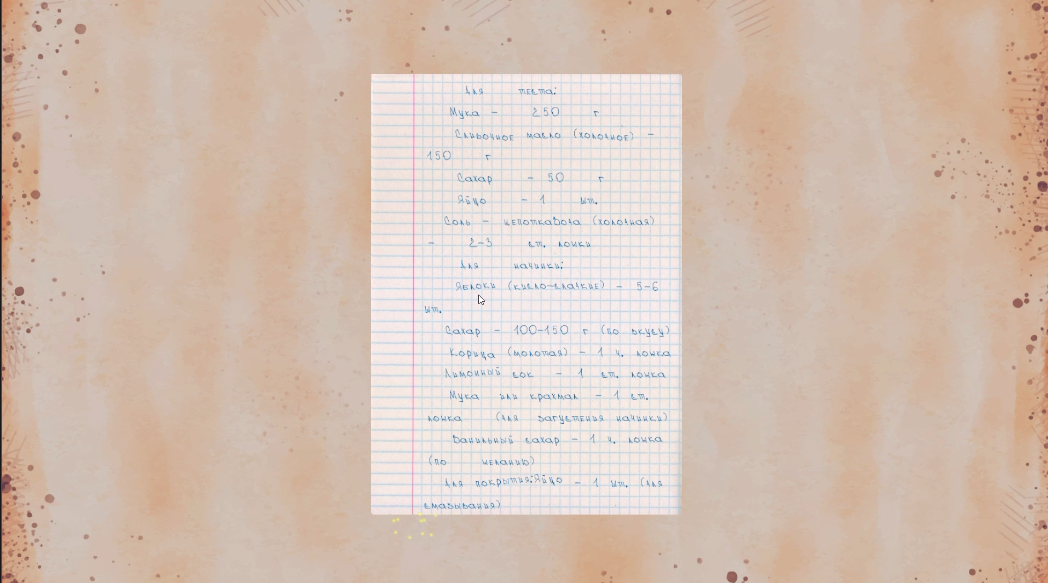 Для теста:
Мука – 250 г
Сливочное масло (холодное) –
150 г
Сахар – 50 г
Яйцо – 1 шт.
Соль – щепоткаВода (холодная)
– 2–3 ст. ложки
Для начинки:
Яблоки (кисло-сладкие) – 5–6
шт.
Сахар – 100–150 г (по вкусу)
Корица (молотая) – 1 ч. ложка
Лимонный сок – 1 ст. ложка
Мука или крахмал – 1 ст.
ложка (для загустения начинки)
Ванильный сахар – 1 ч. ложка
(по желанию)
Для покрытия:Яйцо – 1 шт. (для
смазывания)